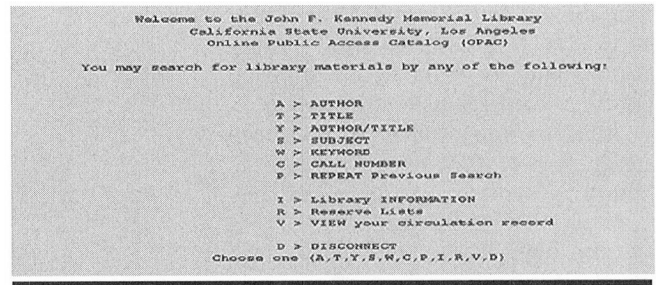 Welcome to the John F. Kennedy Memorial Library
California State University, Los Angeles
Online Public Access Catalog (OPAC)
You may search for library materials by any of the following:
A > AUTHOR
T > TITLE
Y > AUTHOR/TITLE
S > SUBJECT
W > KEYWORD
C > CALL NUMBER
P > REPEAT Previous Search
I > Library INFORMATION
R > Reserve Lists
V > VIEW your circulation record
D > DISCONNECT
Choose one (A,T,Y,S,W,C,P,I,R,V,D)